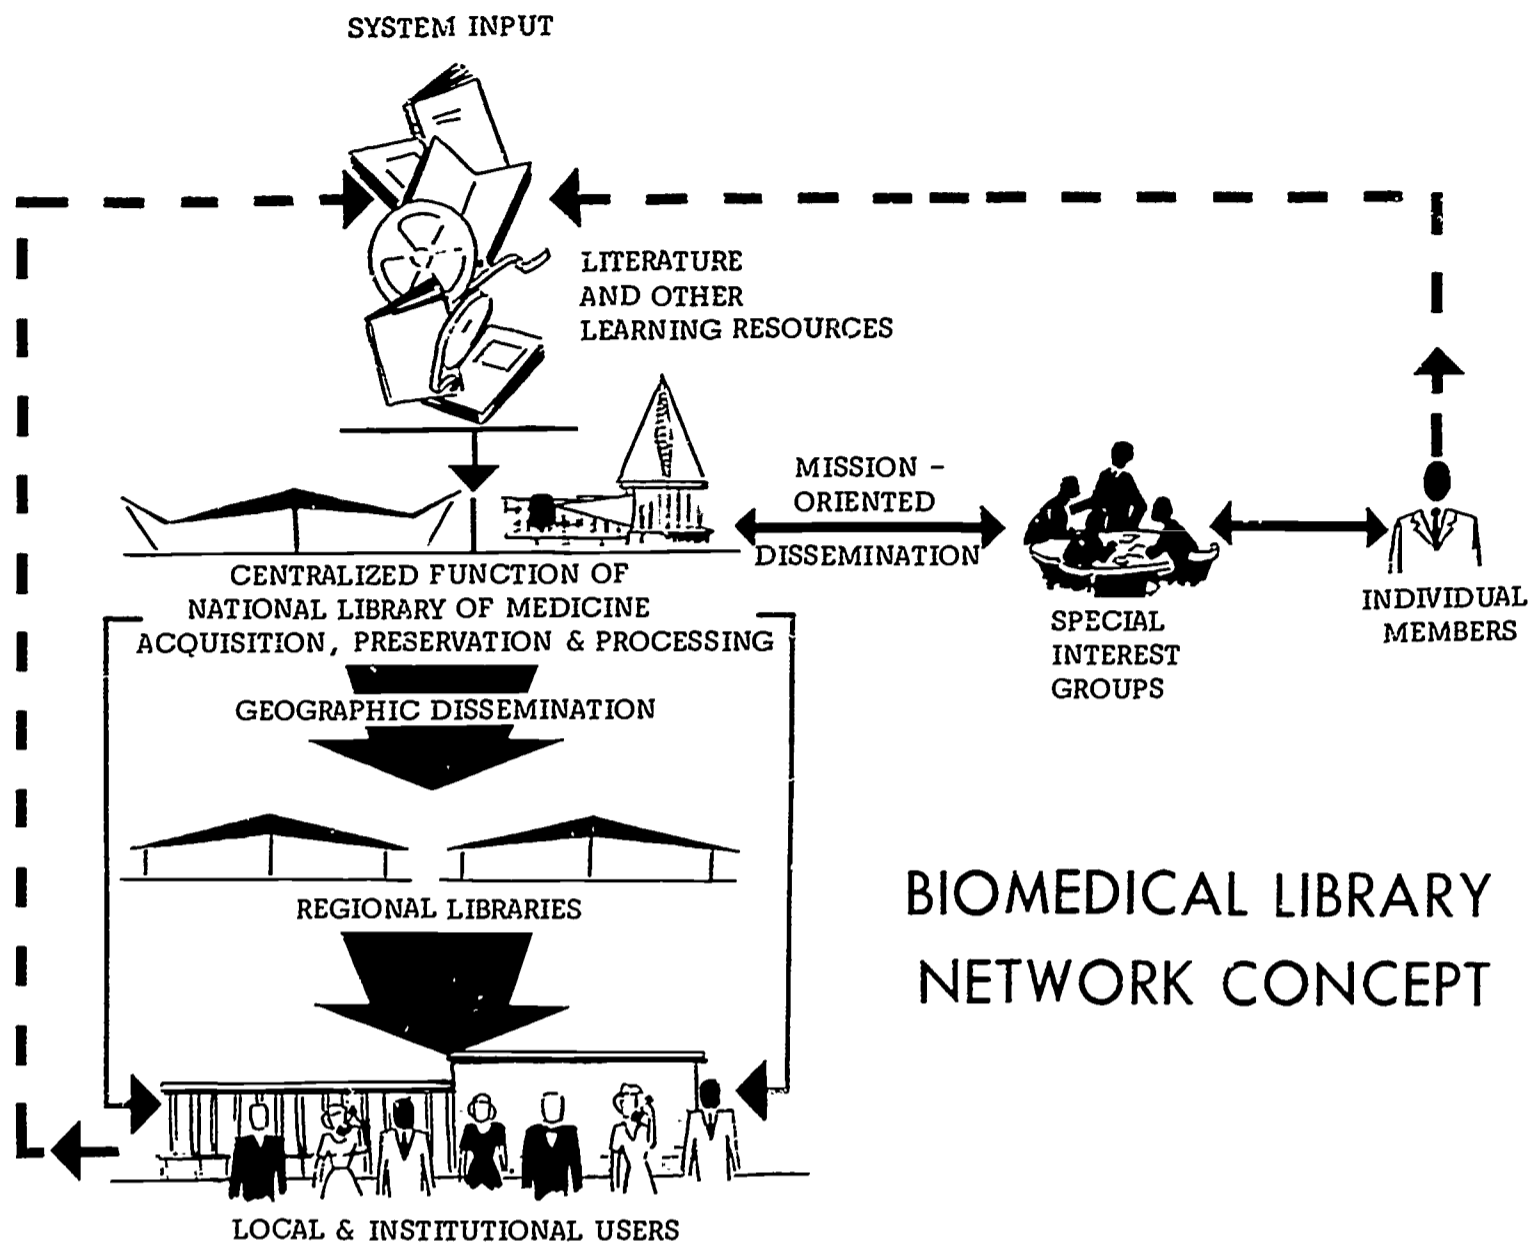 SYSTEM INPUT
LITERATURE
AND OTHER
LEARNING RESOURCES
MISSION -
ORIENTED
DISSEMINATION
CENTRALIZED FUNCTION OF
NATIONAL LIBRARY OF MEDICINE
ACQUISITION, PRESERVATION & PROCESSING
SPECIAL
INTEREST
GROUPS
INDIVIDUAL
MEMBERS
GEOGRAPHIC DISSEMINATION
REGIONAL LIBRARIES
BIOMEDICAL LIBRARY
NETWORK CONCEPT
LOCAL & INSTITUTIONAL USERS